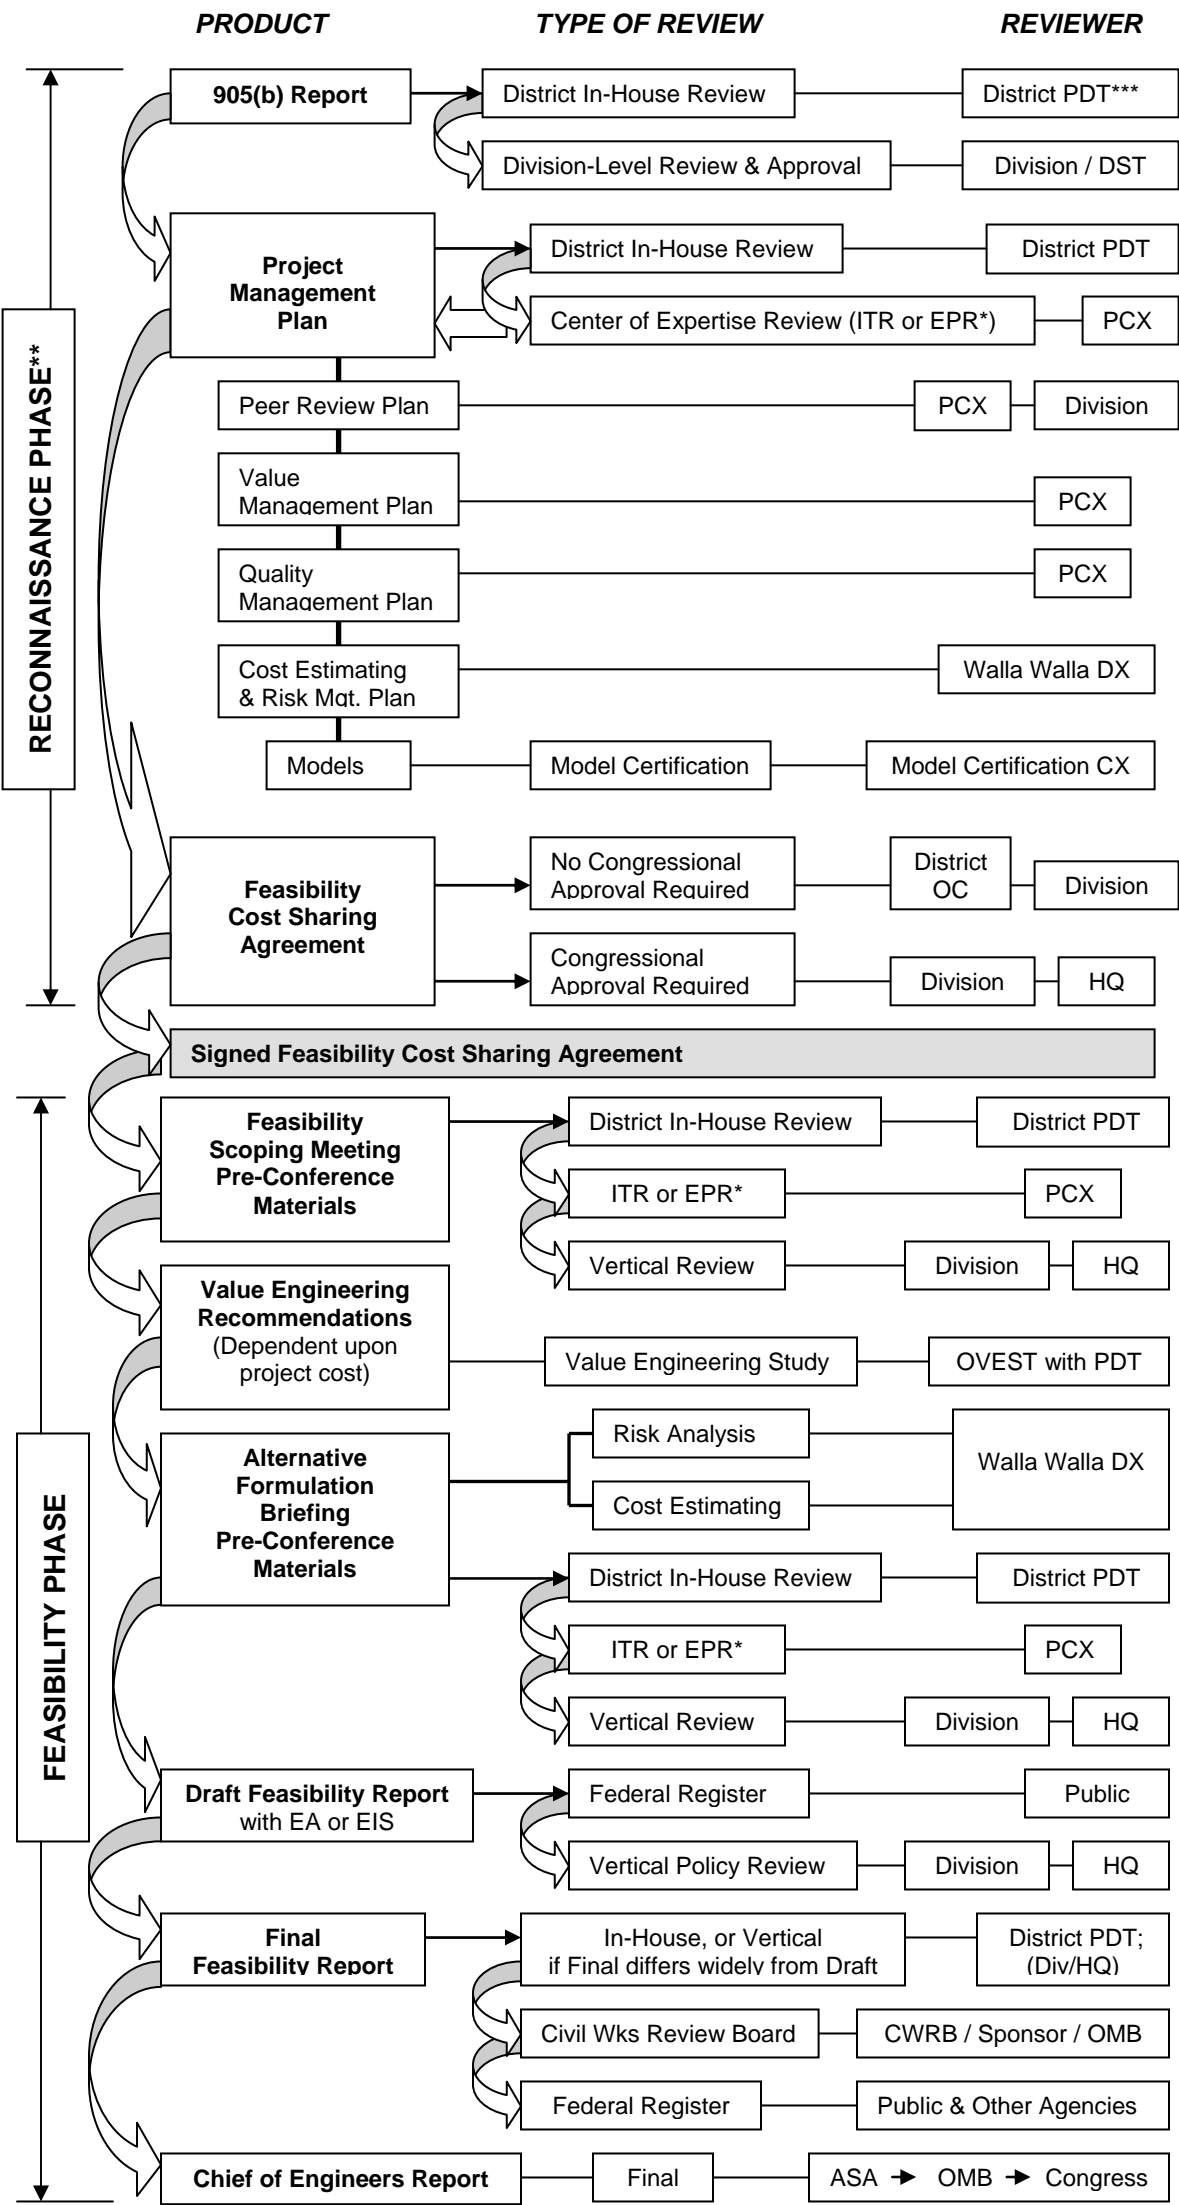 PRODUCT TYPE OF REVIEW REVIEWER
RECONNAISSANCE PHASE**
905(b) Report
District In-House Review
District PDT***
Division-Level Review & Approval
Division / DST
Project
Management
Plan
District In-House Review
District PDT
Center of Expertise Review (ITR or EPR*)
PCX
Peer Review Plan
PCX
Division
Value
Management Plan
PCX
Quality
Management Plan
PCX
Cost Estimating
& Risk Mgt. Plan
Walla Walla DX
Models
Model Certification
Model Certification CX
Feasibility
Cost Sharing
Agreement
No Congressional
Approval Required
District
OC
Division
Congressional
Approval Required
Division
HQ
Signed Feasibility Cost Sharing Agreement
FEASIBILITY PHASE
Feasibility
Scoping Meeting
Pre-Conference
Materials
District In-House Review
District PDT
ITR or EPR*
PCX
Vertical Review
Division
HQ
Value Engineering
Recommendations
(Dependent upon
project cost)
Value Engineering Study
OVEST with PDT
Alternative
Formulation
Briefing
Pre-Conference
Materials
Risk Analysis
Cost Estimating
Walla Walla DX
District In-House Review
District PDT
ITR or EPR*
PCX
Vertical Review
Division
HQ
Draft Feasibility Report
with EA or EIS
Federal Register
Public
Vertical Policy Review
Division
HQ
Final
Feasibility Report
In-House, or Vertical
if Final differs widely from Draft
District PDT;
(Div/HQ)
Civil Wks Review Board
CWRB / Sponsor / OMB
Federal Register
Public & Other Agencies
Chief of Engineers Report
Final
ASA → OMB → Congress